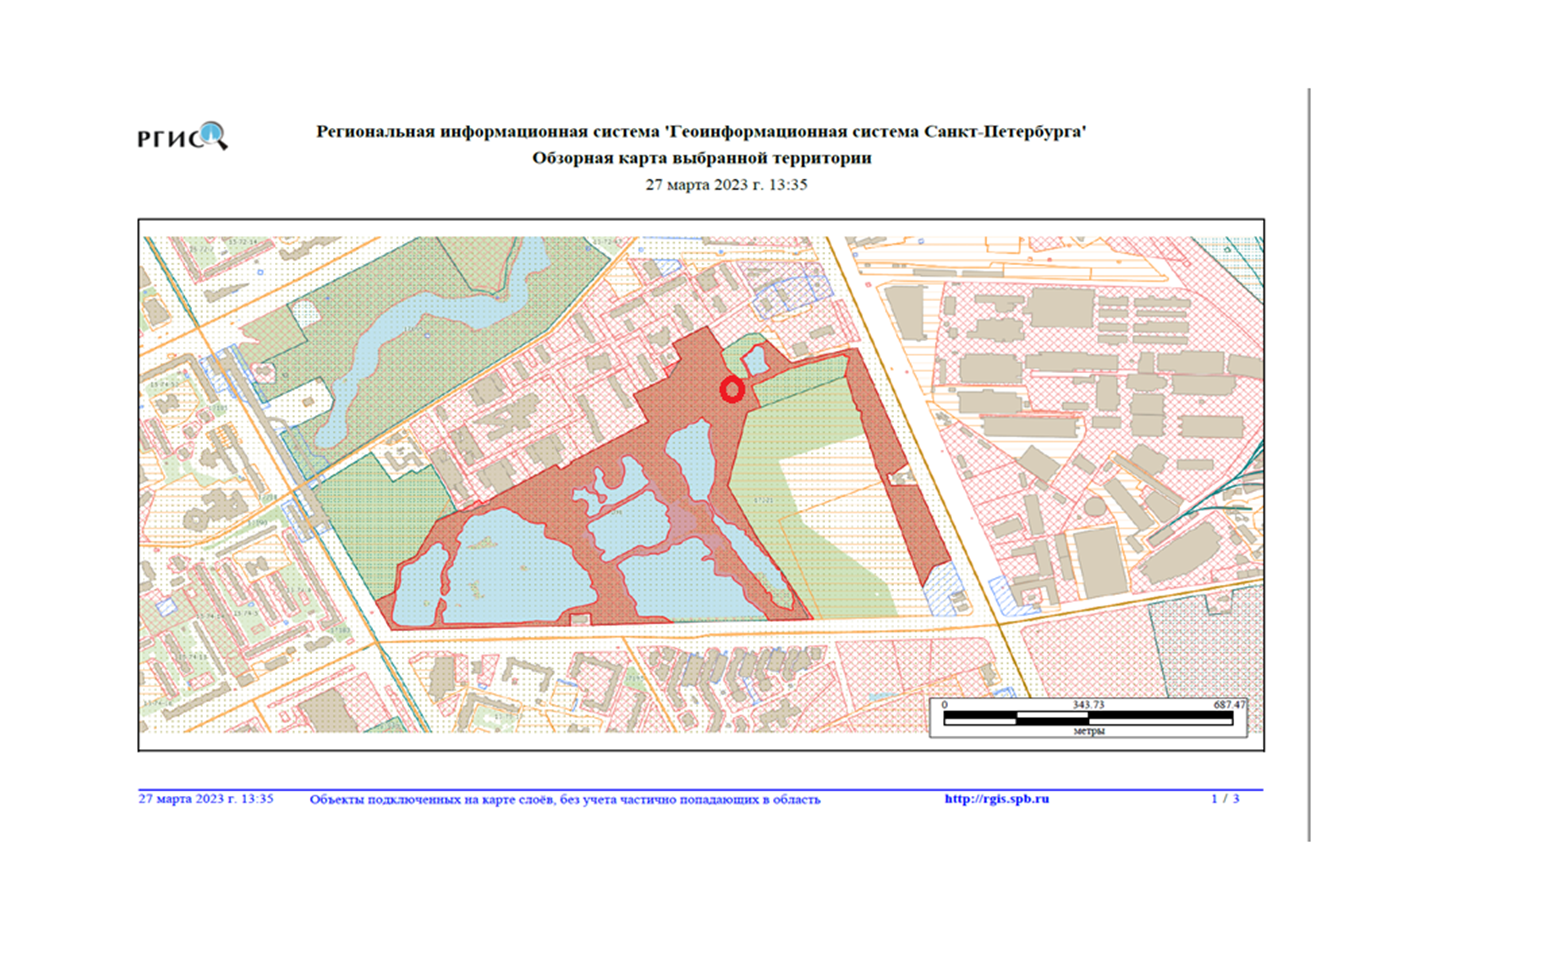 РГИС
Региональная информационная система 'Геоинформационная система Санкт-Петербурга'
Обзорная карта выбранной территории
27 марта 2023 г. 13:35
0 343.73 687.47
метры
27 марта 2023 г. 13:35 Объекты подключенных на карте слоёв, без учета частично попадающих в область http://rgis.spb.ru 1 / 3